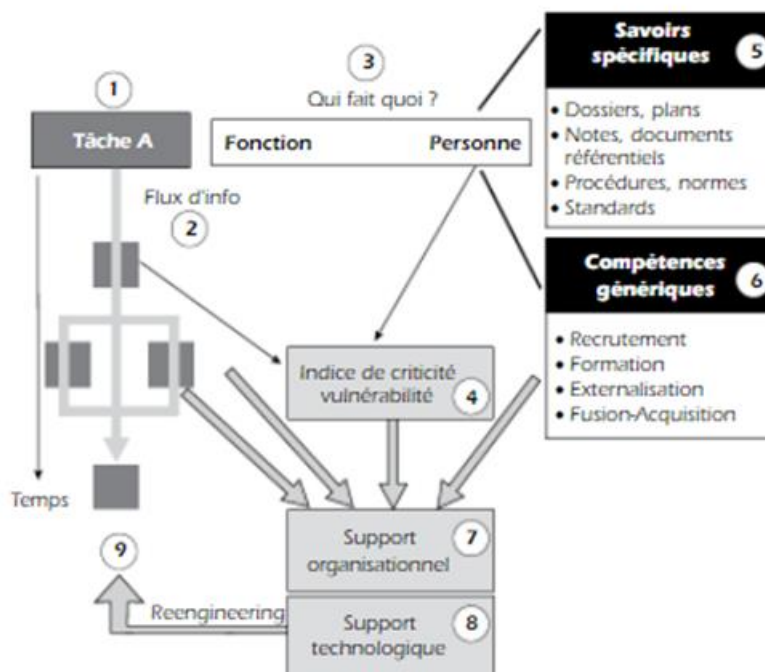 1
Tâche A
Flux d'info
2
Temps
3
Qui fait quoi ?
Fonction Personne
Indice de criticité
vulnérabilité
4
Savoirs
spécifiques
5
• Dossiers, plans
• Notes, documents
référentiels
• Procédures, normes
• Standards
Compétences
génériques
6
• Recrutement
• Formation
• Externalisation
• Fusion-Acquisition
Support
organisationnel
7
Support
technologique
8
9
Reengineering